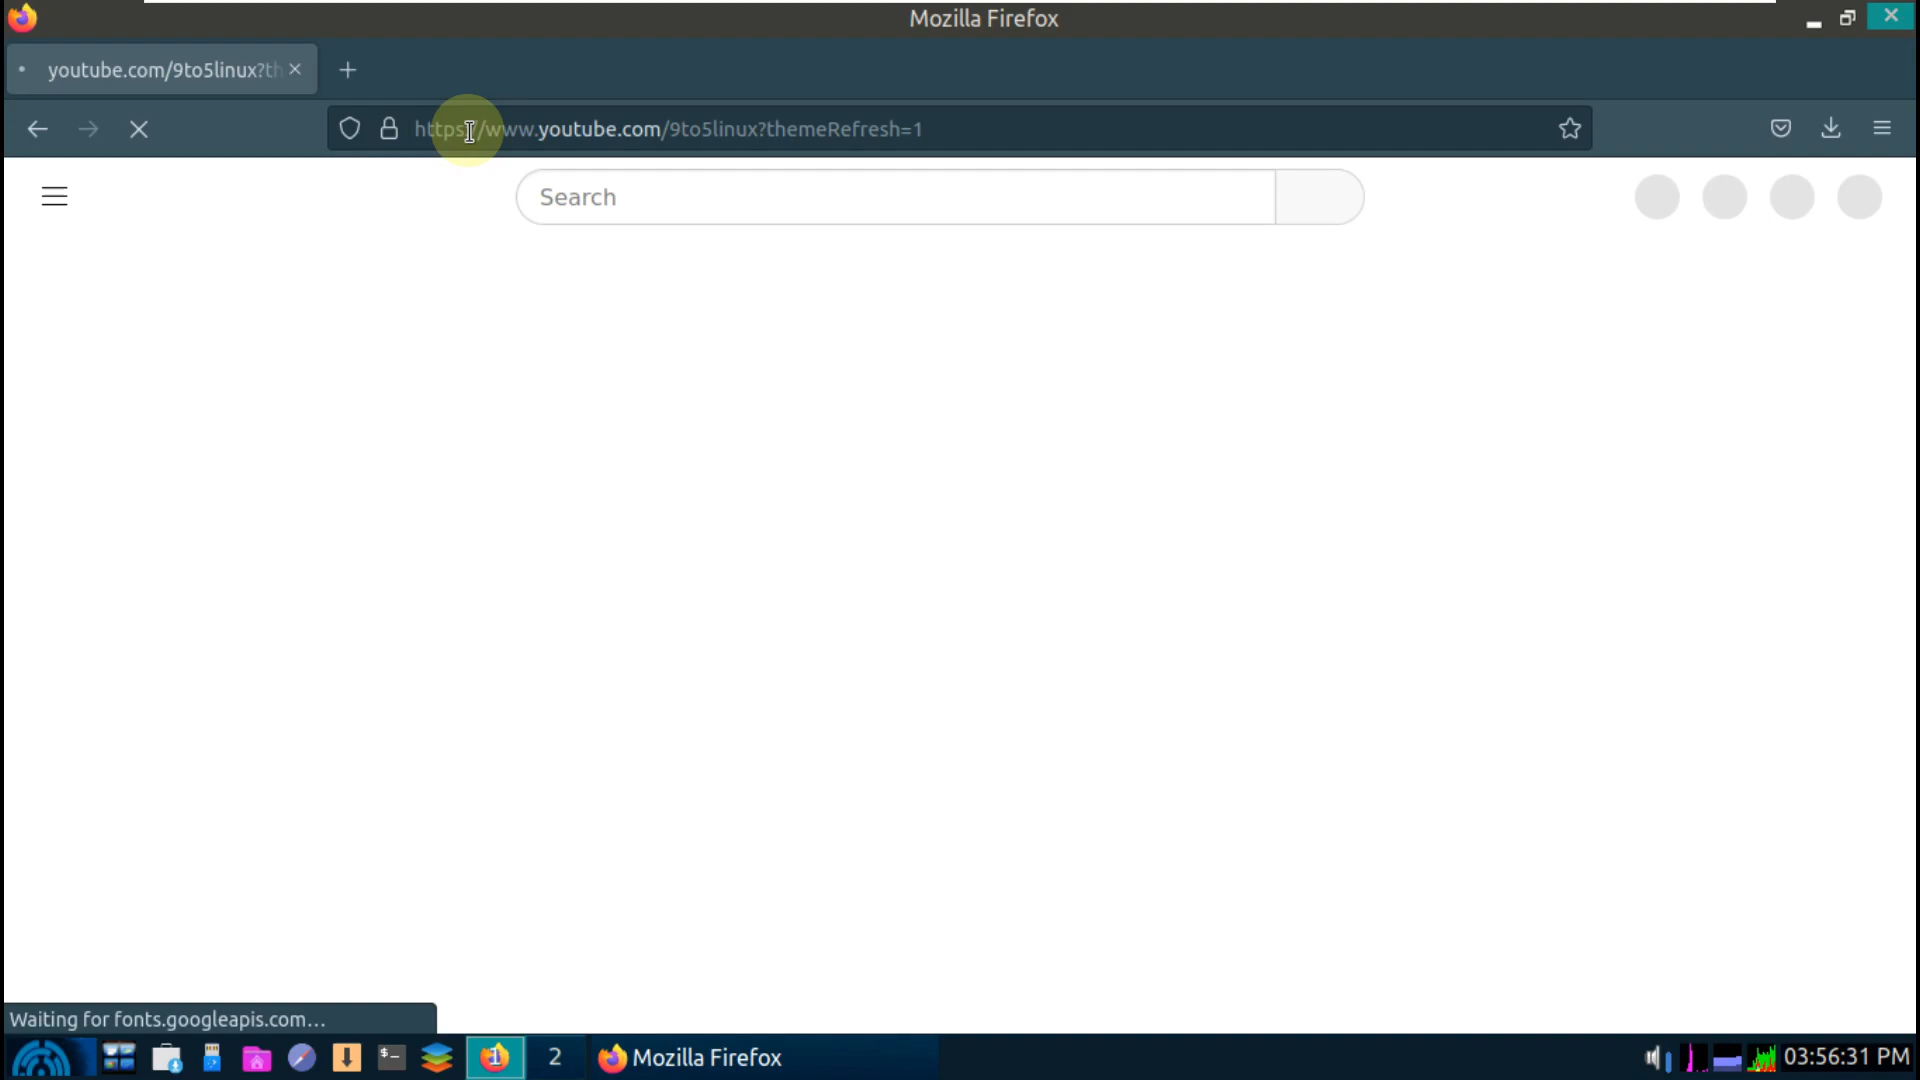 Mozilla Firefox
youtube.com/9to5linux?th
https://www.youtube.com/9to5linux?themeRefresh=1
Search
Waiting for fonts.googleapis.com...
$_
1
2
Mozilla Firefox
03:56:31 PM